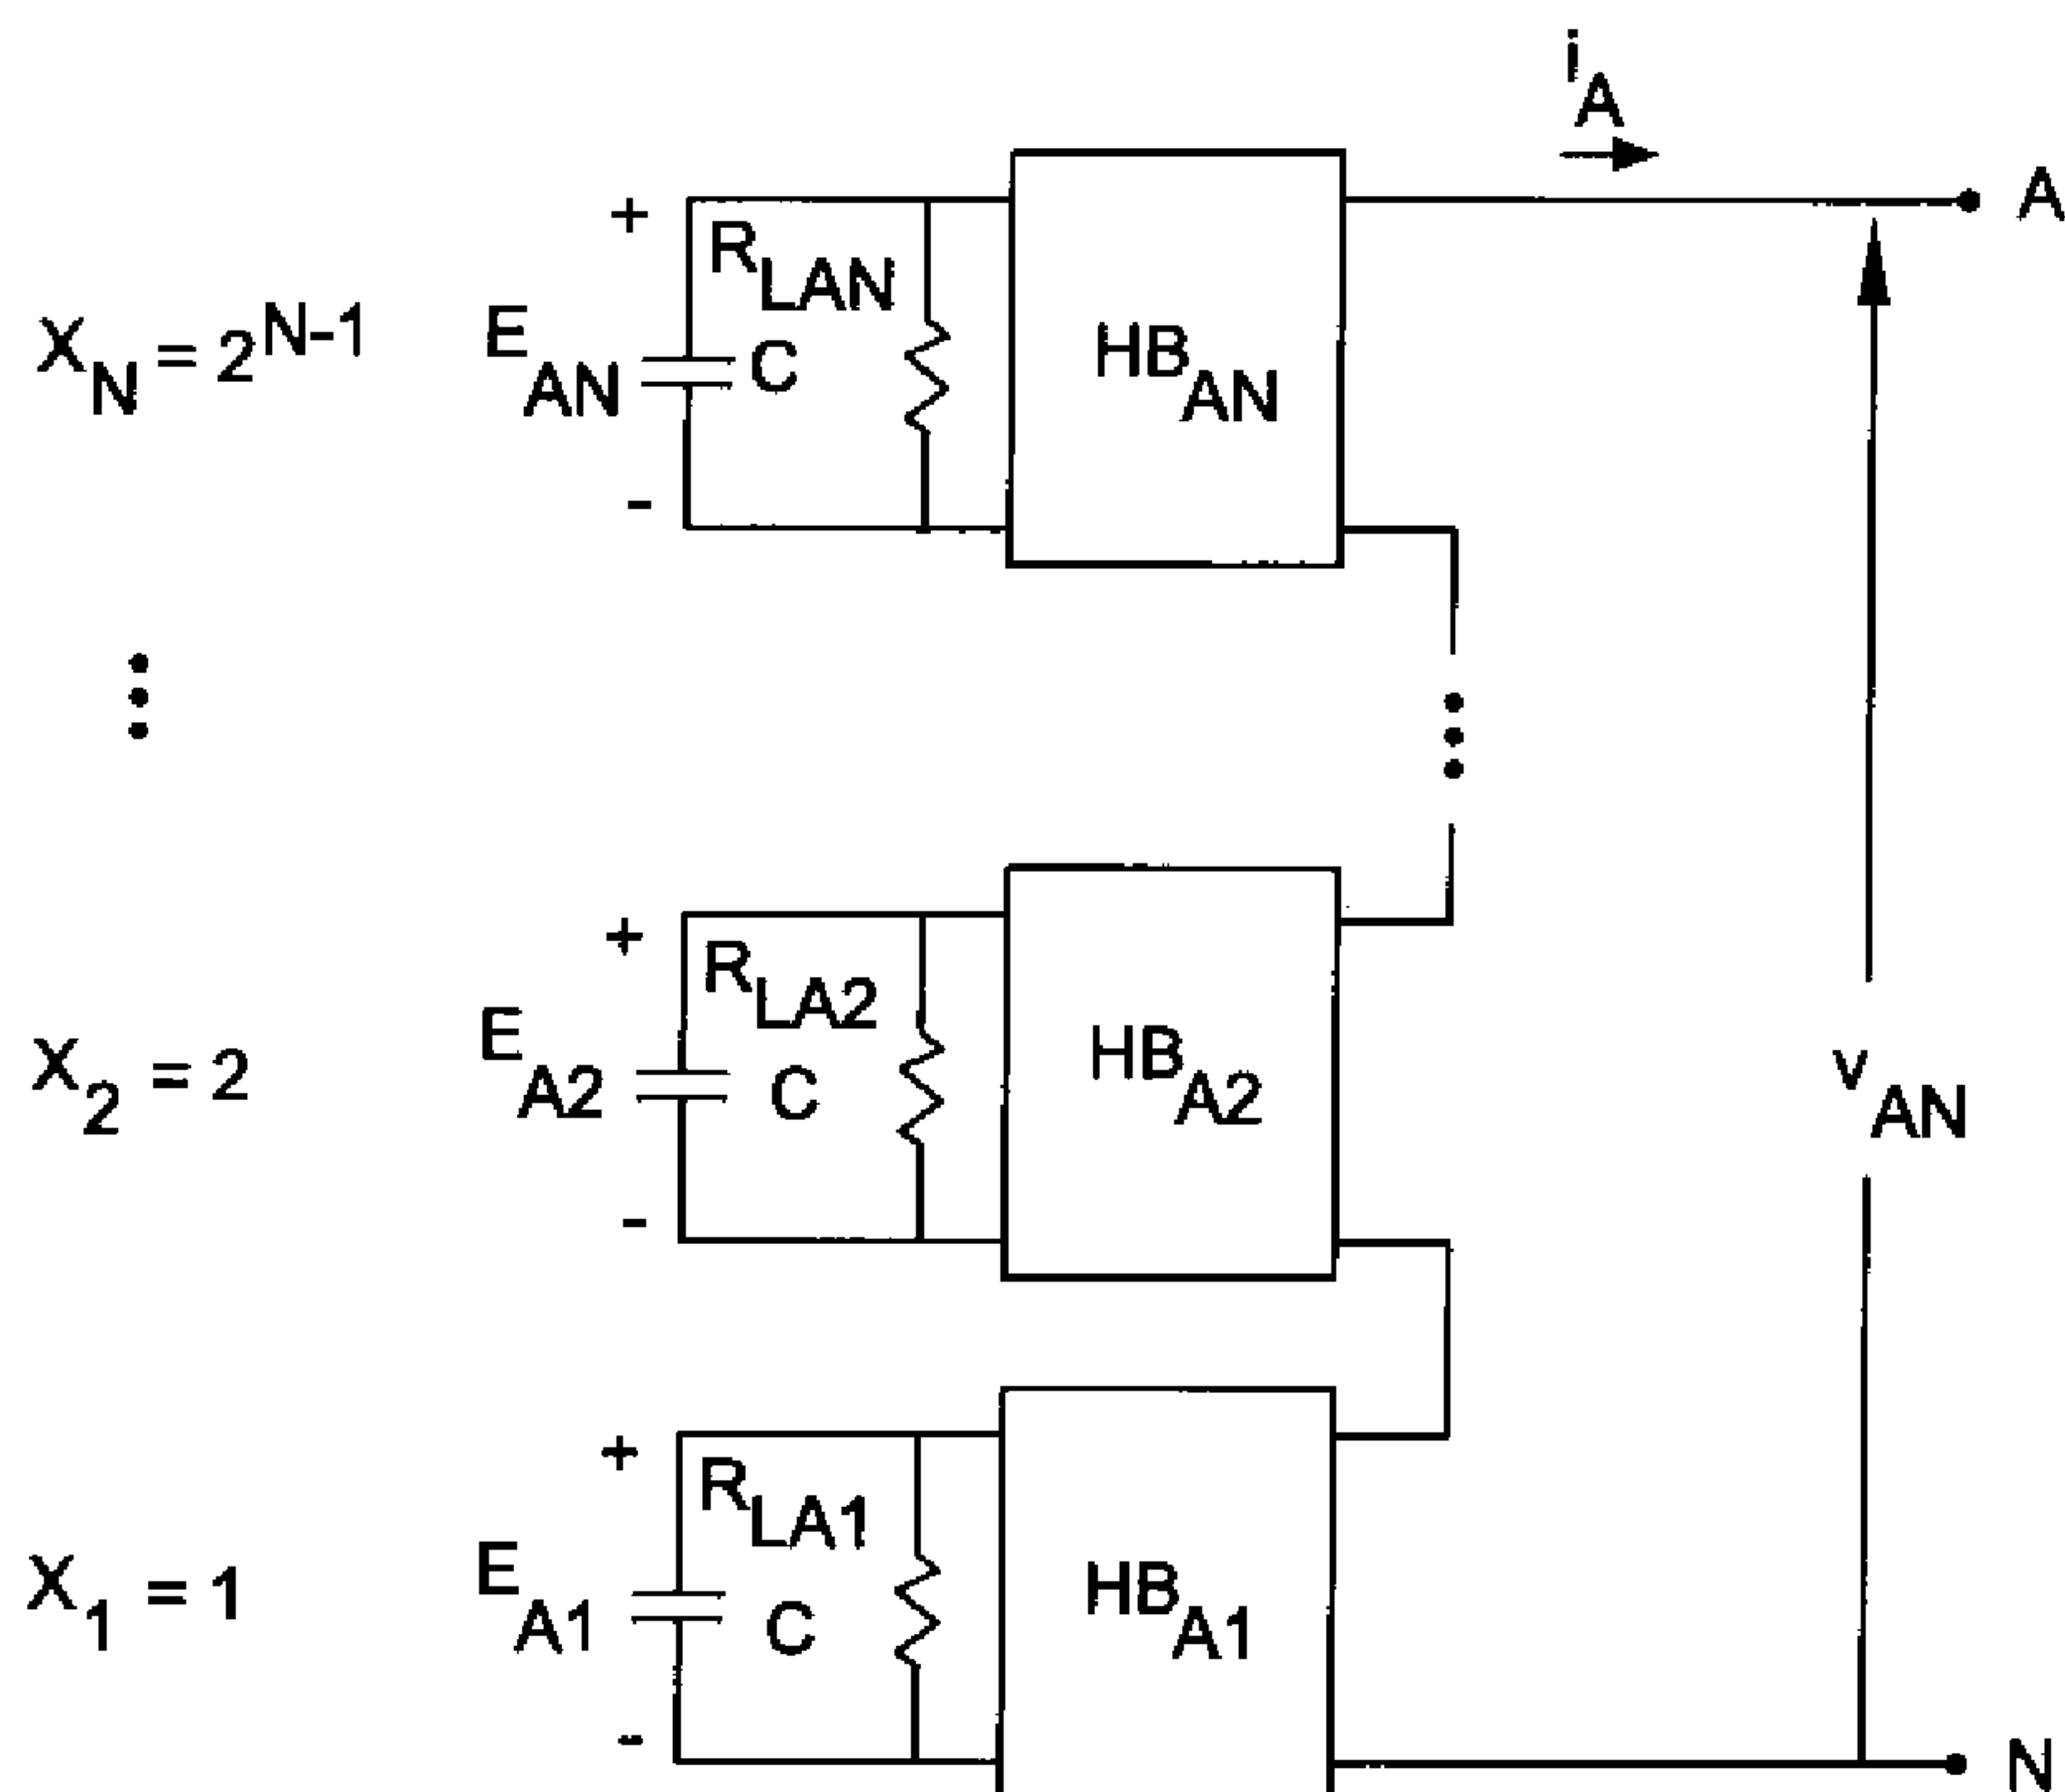 i_A
A
+
R_LAN
X_N = 2^N-1
E_AN
C
HB_AN
-
+
R_LA2
X_2 = 2
E_A2
C
HB_A2
v_AN
-
+
R_LA1
X_1 = 1
E_A1
C
HB_A1
-
N